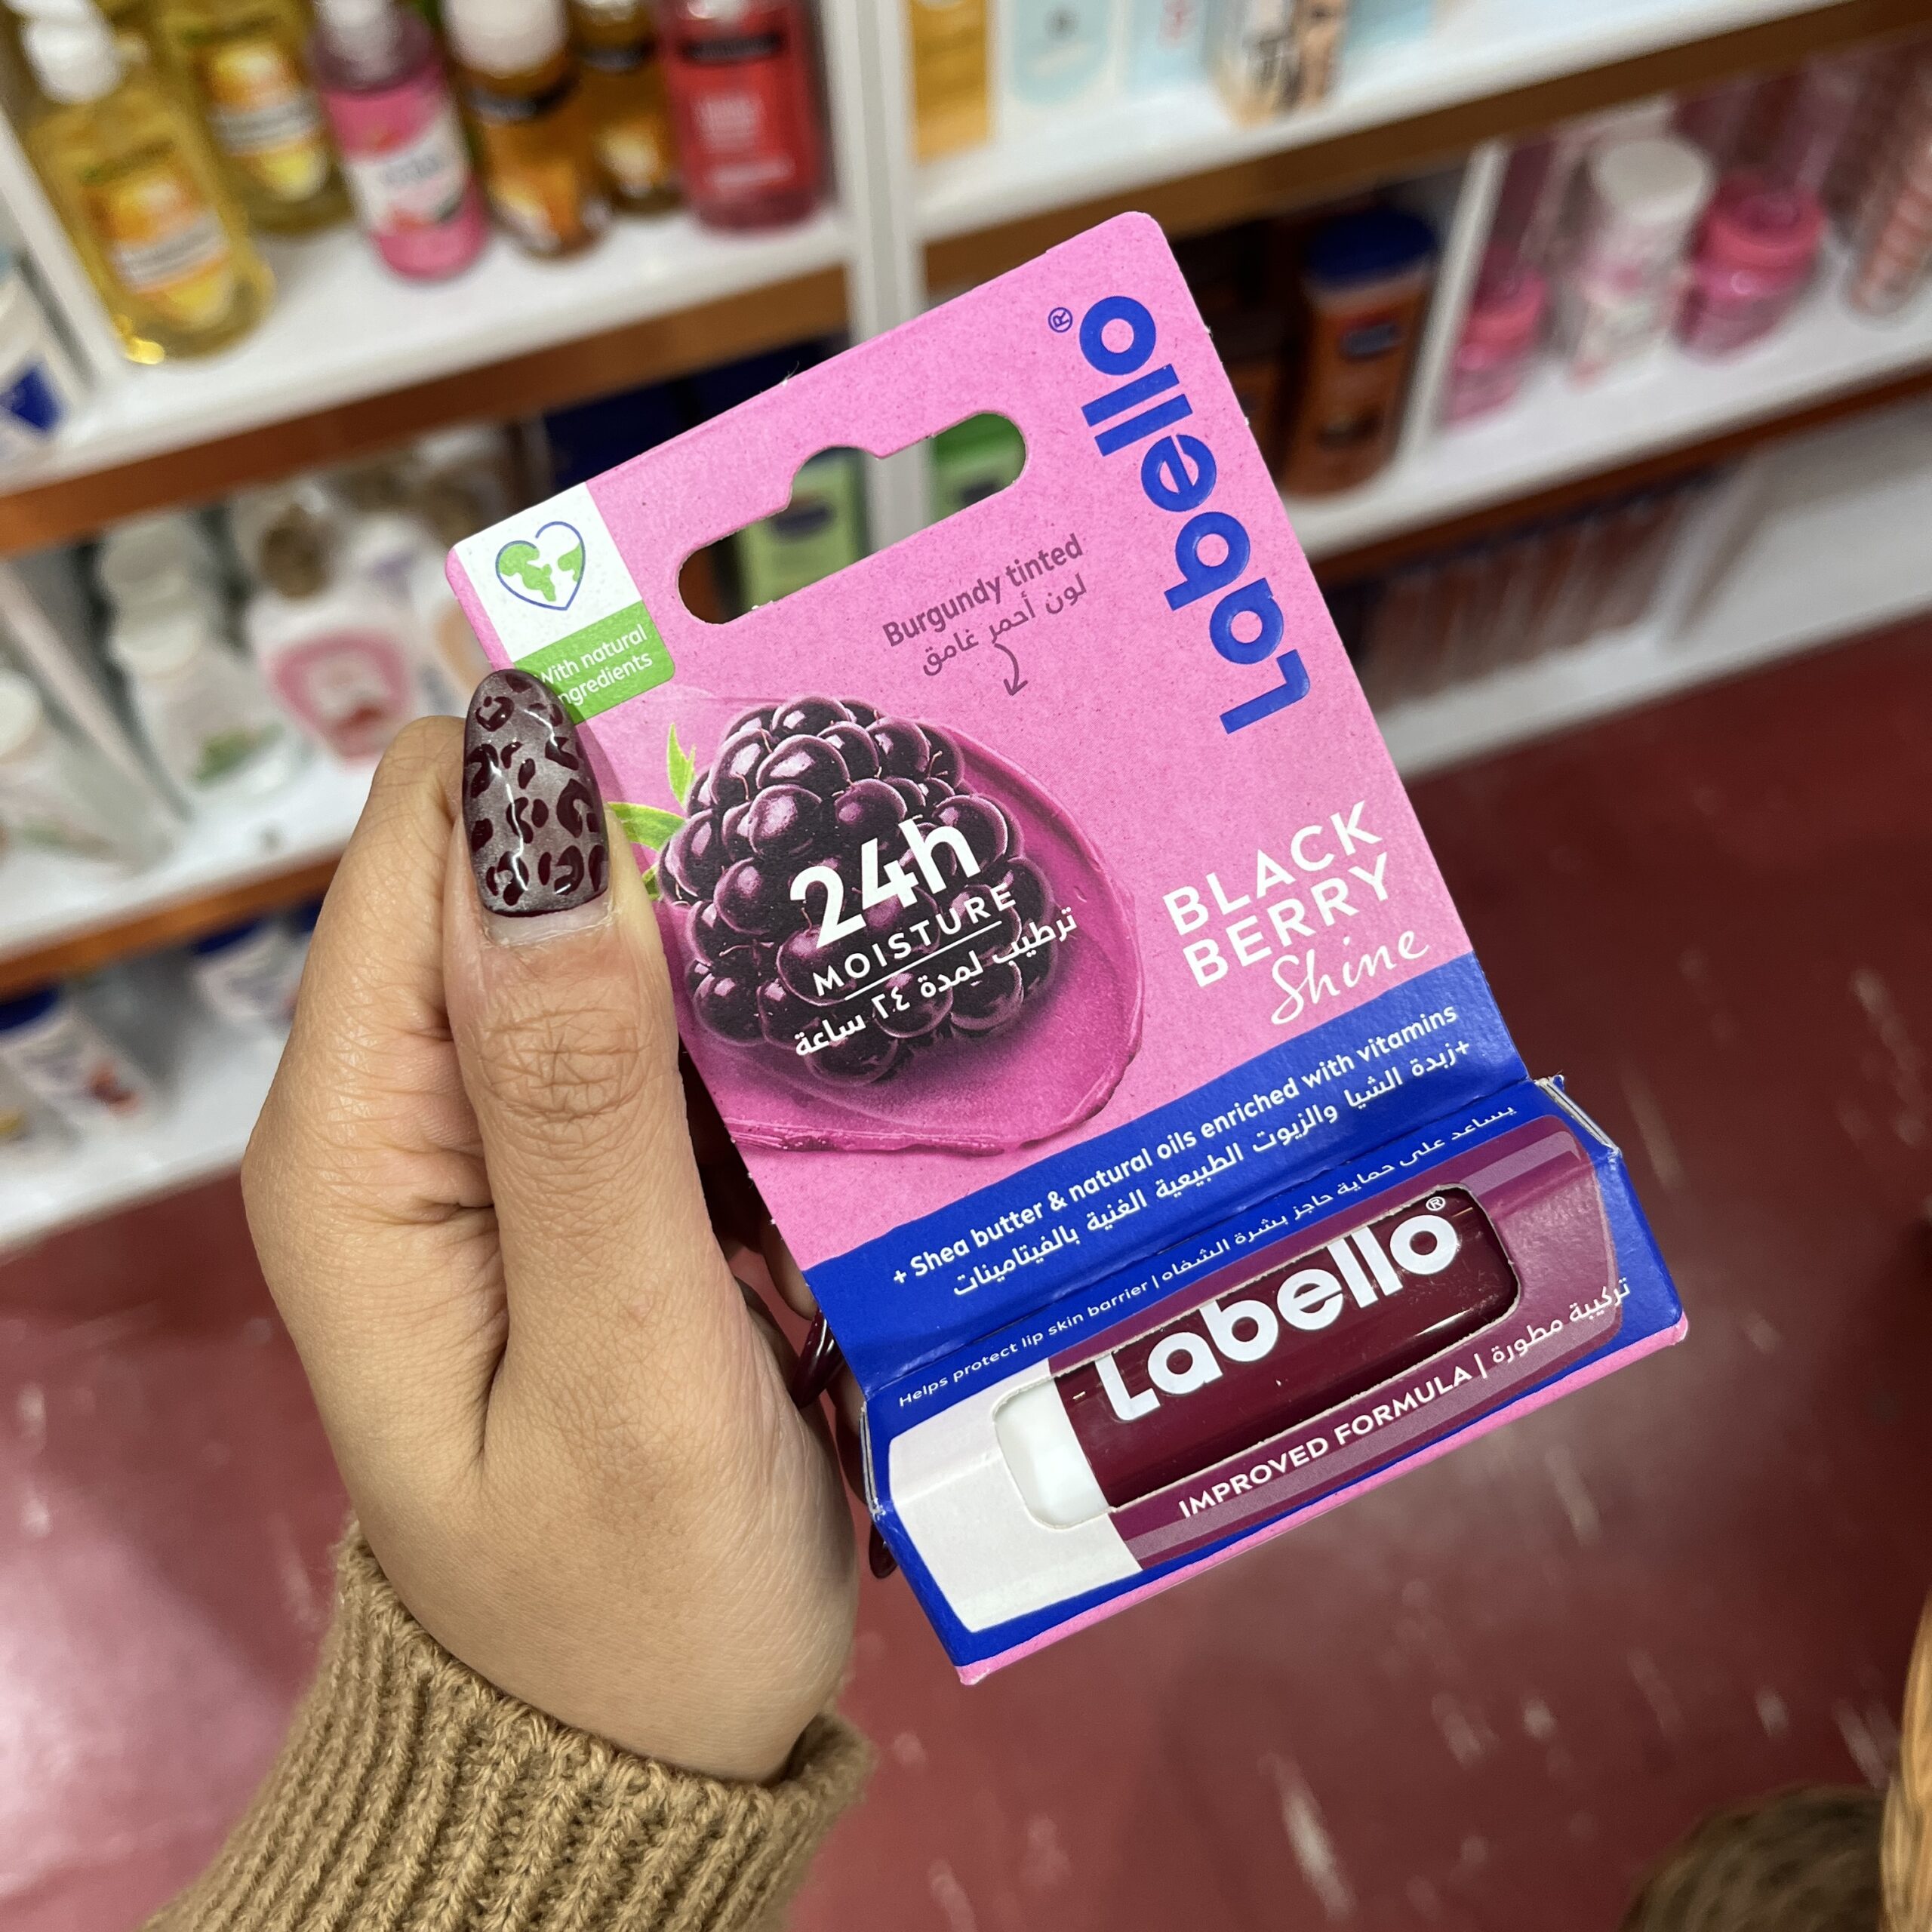 Labello®
With natural
ingredients
Burgundy tinted
لون أحمر غامق
24h
MOISTURE
ترطيب لمدة ٢٤ ساعة
BLACK
BERRY
Shine
+ Shea butter & natural oils enriched with vitamins
+زبدة الشيا والزيوت الطبيعية الغنية بالفيتامينات
Helps protect lip skin barrier | يساعد على حماية حاجز بشرة الشفاه
Labello®
IMPROVED FORMULA | تركيبة مطورة